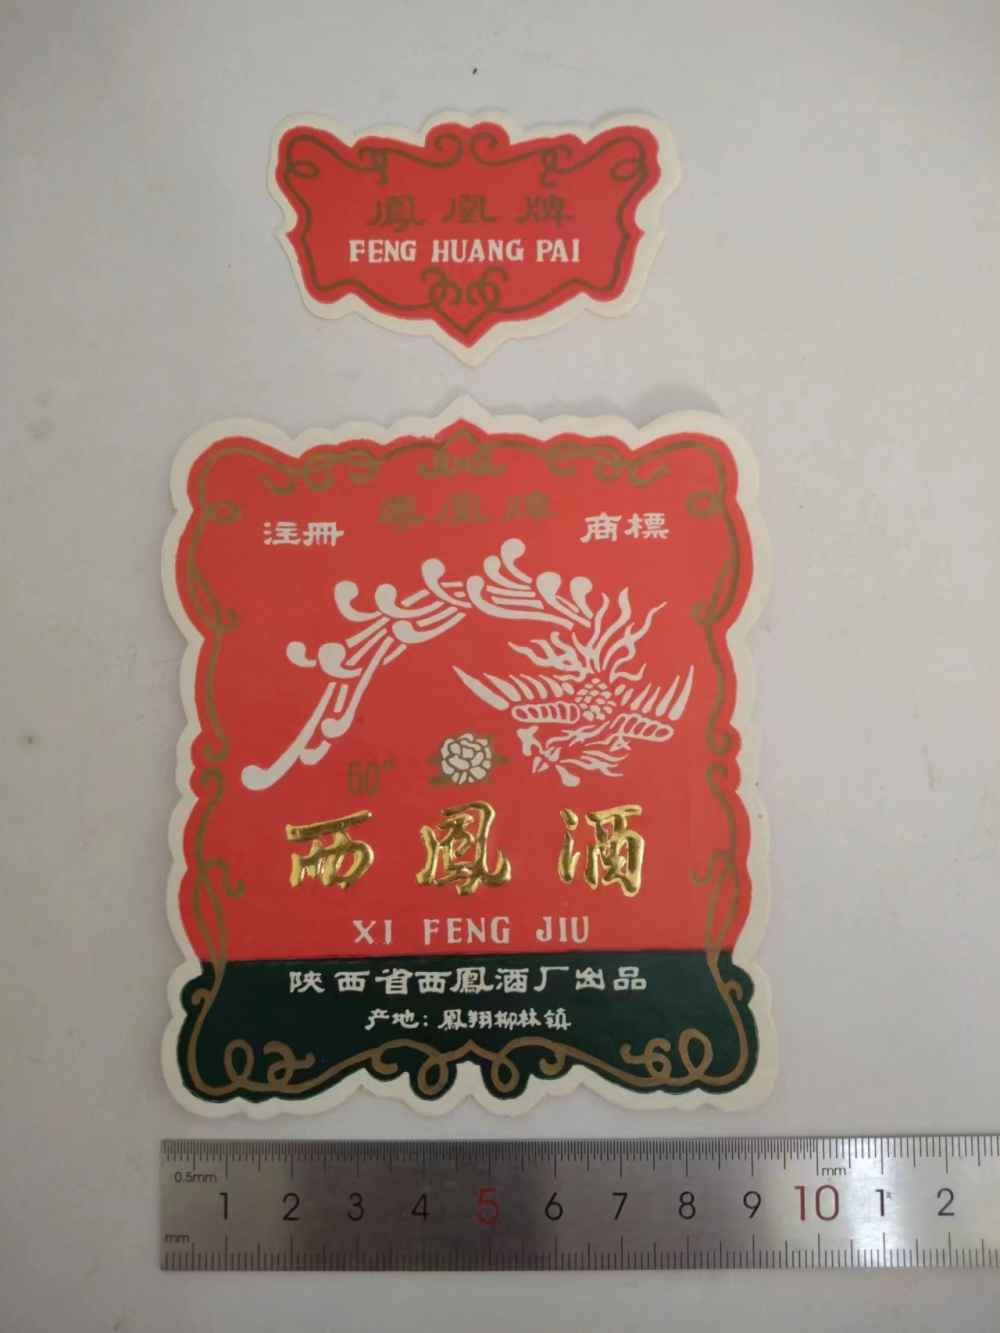 鳳凰牌
FENG HUANG PAI
鳳凰牌
注冊 商標
60°
西鳳酒
XI FENG JIU
陝西省西鳳酒厂出品
产地：鳳翔柳林镇
0.5mm mm
1 2 3 4 5 6 7 8 9 10 1 2
mm